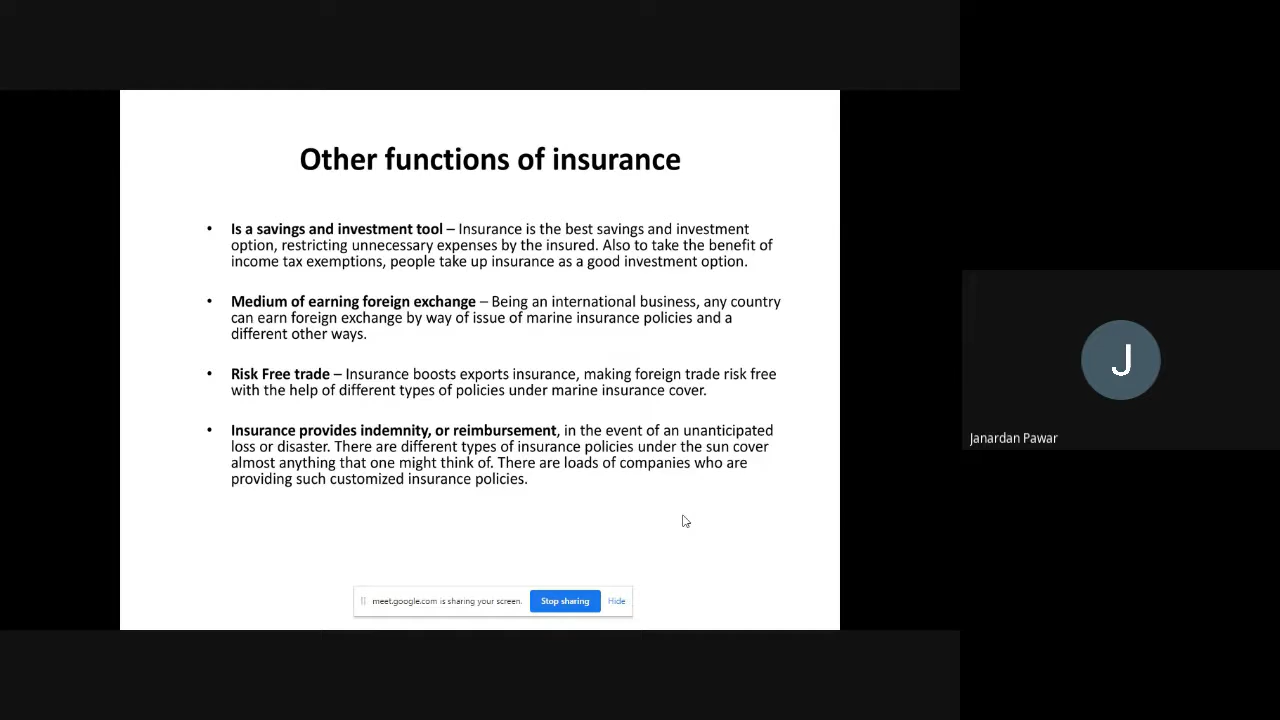 Other functions of insurance
• Is a savings and investment tool – Insurance is the best savings and investment
option, restricting unnecessary expenses by the insured. Also to take the benefit of
income tax exemptions, people take up insurance as a good investment option.
• Medium of earning foreign exchange – Being an international business, any country
can earn foreign exchange by way of issue of marine insurance policies and a
different other ways.
• Risk Free trade – Insurance boosts exports insurance, making foreign trade risk free
with the help of different types of policies under marine insurance cover.
• Insurance provides indemnity, or reimbursement, in the event of an unanticipated
loss or disaster. There are different types of insurance policies under the sun cover
almost anything that one might think of. There are loads of companies who are
providing such customized insurance policies.
meet.google.com is sharing your screen. Stop sharing Hide
J
Janardan Pawar